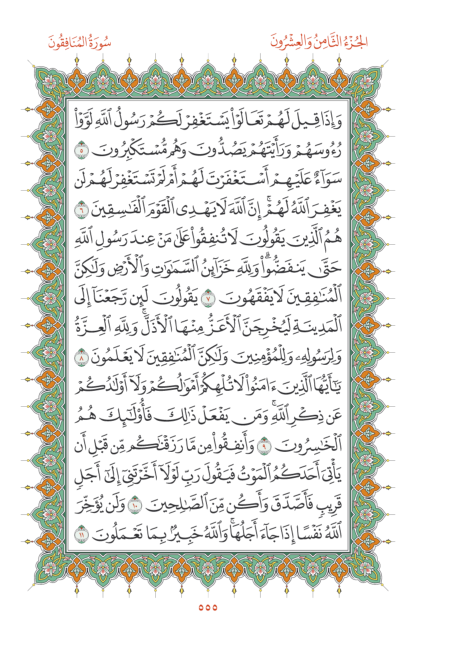 الجُزْءُ الثَّامِنُ وَالعِشْرُونَ
سُورَةُ المُنَافِقُونَ
وَإِذَا قِيلَ لَهُمْ تَعَالَوْا۟ يَسْتَغْفِرْ لَكُمْ رَسُولُ ٱللَّهِ لَوَّوْا۟
رُءُوسَهُمْ وَرَأَيْتَهُمْ يَصُدُّونَ وَهُم مُّسْتَكْبِرُونَ ٥
سَوَآءٌ عَلَيْهِمْ أَسْتَغْفَرْتَ لَهُمْ أَمْ لَمْ تَسْتَغْفِرْ لَهُمْ لَن
يَغْفِرَ ٱللَّهُ لَهُمْ ۚ إِنَّ ٱللَّهَ لَا يَهْدِى ٱلْقَوْمَ ٱلْفَـٰسِقِينَ ٦
هُمُ ٱلَّذِينَ يَقُولُونَ لَا تُنفِقُوا۟ عَلَىٰ مَنْ عِندَ رَسُولِ ٱللَّهِ
حَتَّىٰ يَنفَضُّوا۟ ۗ وَلِلَّهِ خَزَآئِنُ ٱلسَّمَـٰوَٰتِ وَٱلْأَرْضِ وَلَـٰكِنَّ
ٱلْمُنَـٰفِقِينَ لَا يَفْقَهُونَ ٧ يَقُولُونَ لَئِن رَّجَعْنَآ إِلَى
ٱلْمَدِينَةِ لَيُخْرِجَنَّ ٱلْأَعَزُّ مِنْهَا ٱلْأَذَلَّ ۚ وَلِلَّهِ ٱلْعِزَّةُ
وَلِرَسُولِهِۦ وَلِلْمُؤْمِنِينَ وَلَـٰكِنَّ ٱلْمُنَـٰفِقِينَ لَا يَعْلَمُونَ ٨
يَـٰٓأَيُّهَا ٱلَّذِينَ ءَامَنُوا۟ لَا تُلْهِكُمْ أَمْوَٰلُكُمْ وَلَآ أَوْلَـٰدُكُمْ
عَن ذِكْرِ ٱللَّهِ ۚ وَمَن يَفْعَلْ ذَٰلِكَ فَأُو۟لَـٰٓئِكَ هُمُ
ٱلْخَـٰسِرُونَ ٩ وَأَنفِقُوا۟ مِن مَّا رَزَقْنَـٰكُم مِّن قَبْلِ أَن
يَأْتِىَ أَحَدَكُمُ ٱلْمَوْتُ فَيَقُولَ رَبِّ لَوْلَآ أَخَّرْتَنِىٓ إِلَىٰٓ أَجَلٍ
قَرِيبٍ فَأَصَّدَّقَ وَأَكُن مِّنَ ٱلصَّـٰلِحِينَ ١٠ وَلَن يُؤَخِّرَ
ٱللَّهُ نَفْسًا إِذَا جَآءَ أَجَلُهَا ۚ وَٱللَّهُ خَبِيرٌۢ بِمَا تَعْمَلُونَ ١١
٥٥٥